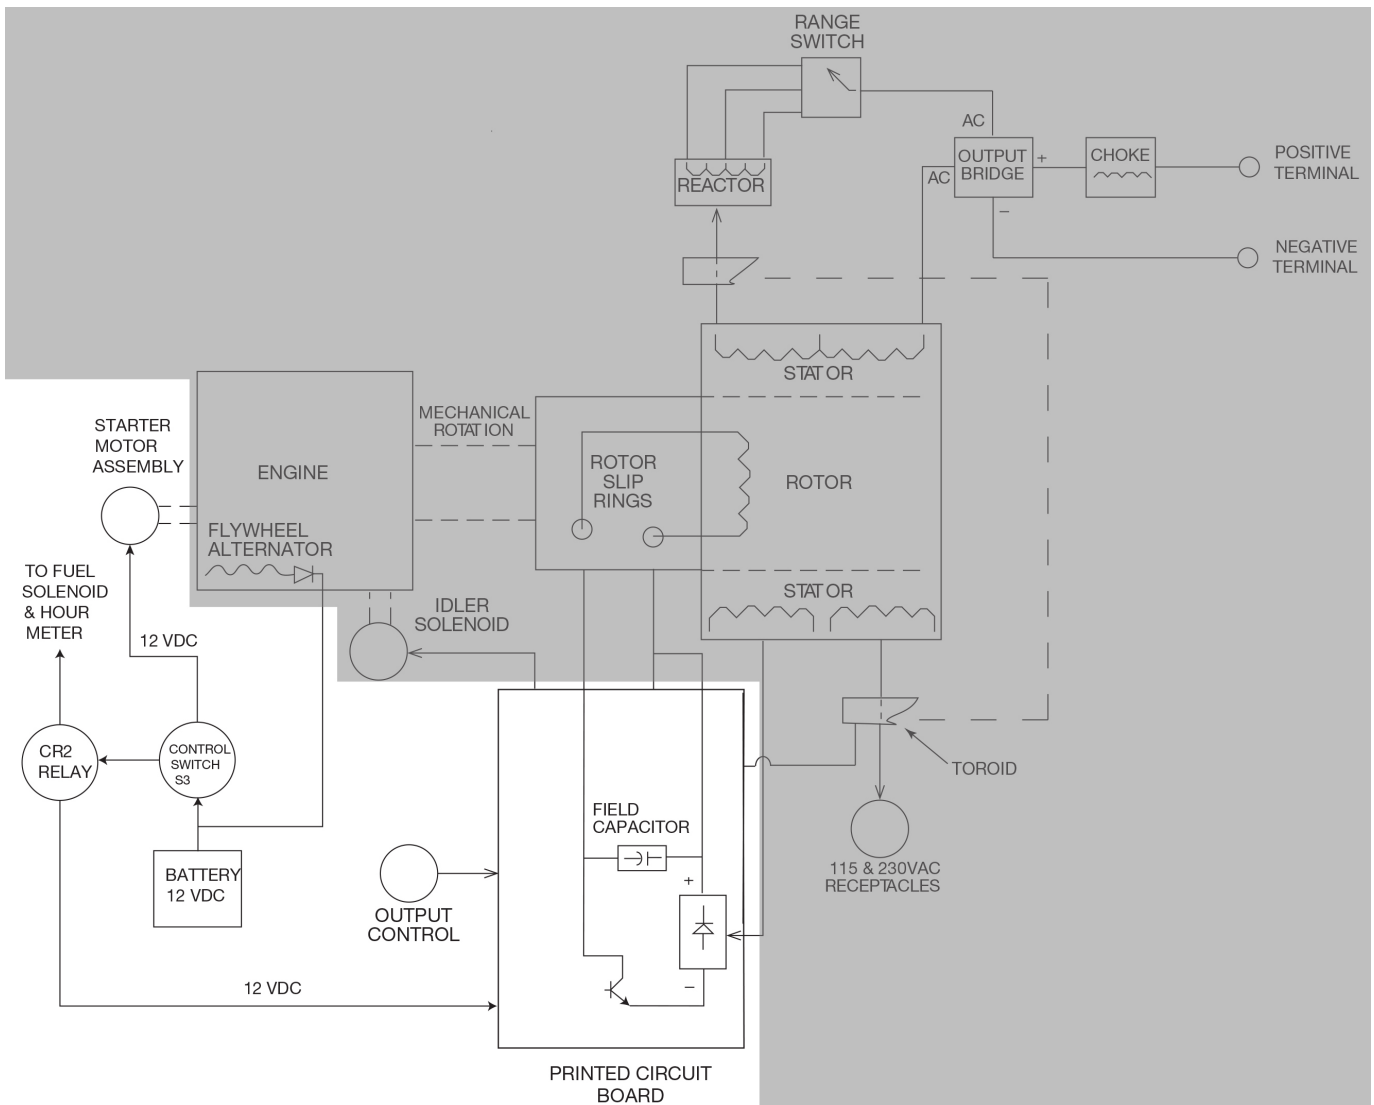 RANGE
SWITCH
AC
OUTPUT
BRIDGE
+
CHOKE
POSITIVE
TERMINAL
AC
REACTOR
–
NEGATIVE
TERMINAL
STATOR
MECHANICAL
ROTATION
STARTER
MOTOR
ASSEMBLY
ENGINE
ROTOR
SLIP
RINGS
ROTOR
FLYWHEEL
ALTERNATOR
TO FUEL
SOLENOID
& HOUR
METER
STATOR
IDLER
SOLENOID
12 VDC
CR2
RELAY
CONTROL
SWITCH
S3
TOROID
FIELD
CAPACITOR
BATTERY
12 VDC
+
115 & 230VAC
RECEPTACLES
OUTPUT
CONTROL
12 VDC
–
PRINTED CIRCUIT
BOARD